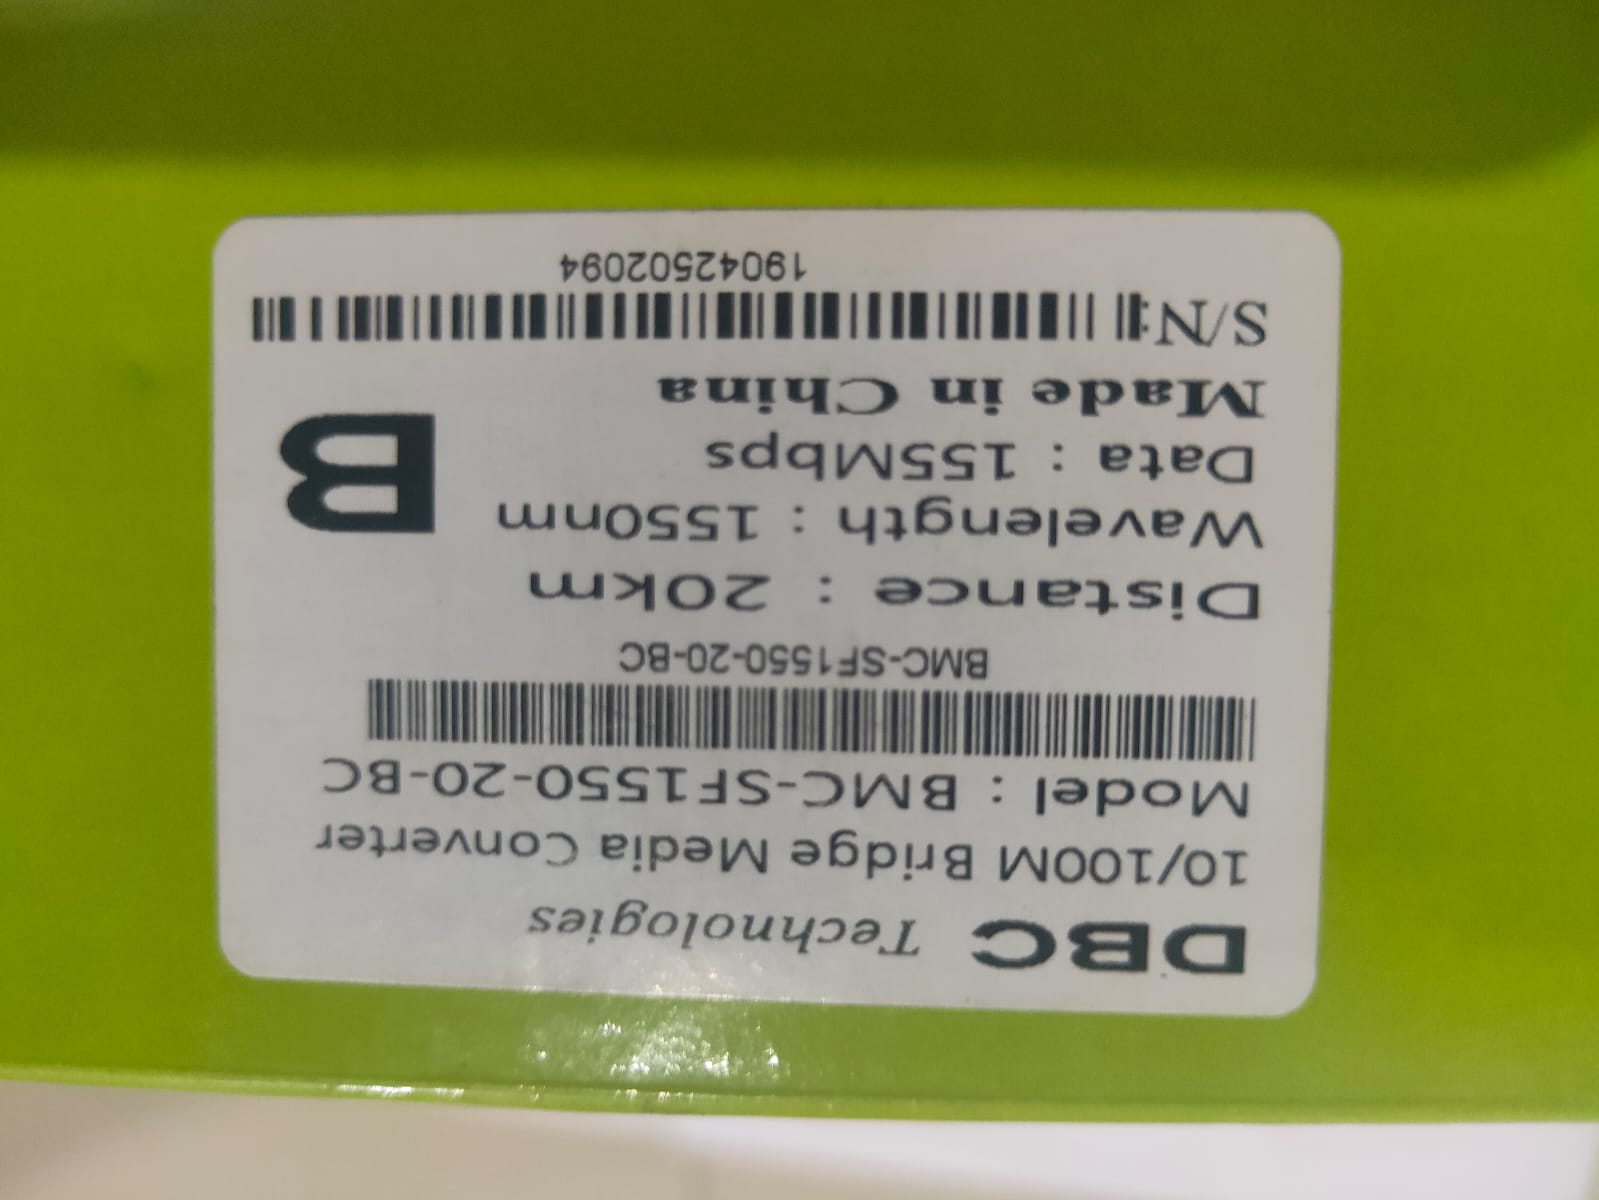 DBC Technologies
10/100M Bridge Media Converter
Model : BMC-SF1550-20-BC
BMC-SF1550-20-BC
Distance : 20km
Wavelength : 1550nm
Data : 155Mbps
B
Made in China
S/N:
19042502094